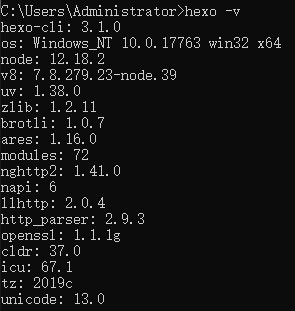 C:\Users\Administrator>hexo -v
hexo-cli: 3.1.0
os: Windows_NT 10.0.17763 win32 x64
node: 12.18.2
v8: 7.8.279.23-node.39
uv: 1.38.0
zlib: 1.2.11
brotli: 1.0.7
ares: 1.16.0
modules: 72
nghttp2: 1.41.0
napi: 6
llhttp: 2.0.4
http_parser: 2.9.3
openssl: 1.1.1g
cldr: 37.0
icu: 67.1
tz: 2019c
unicode: 13.0